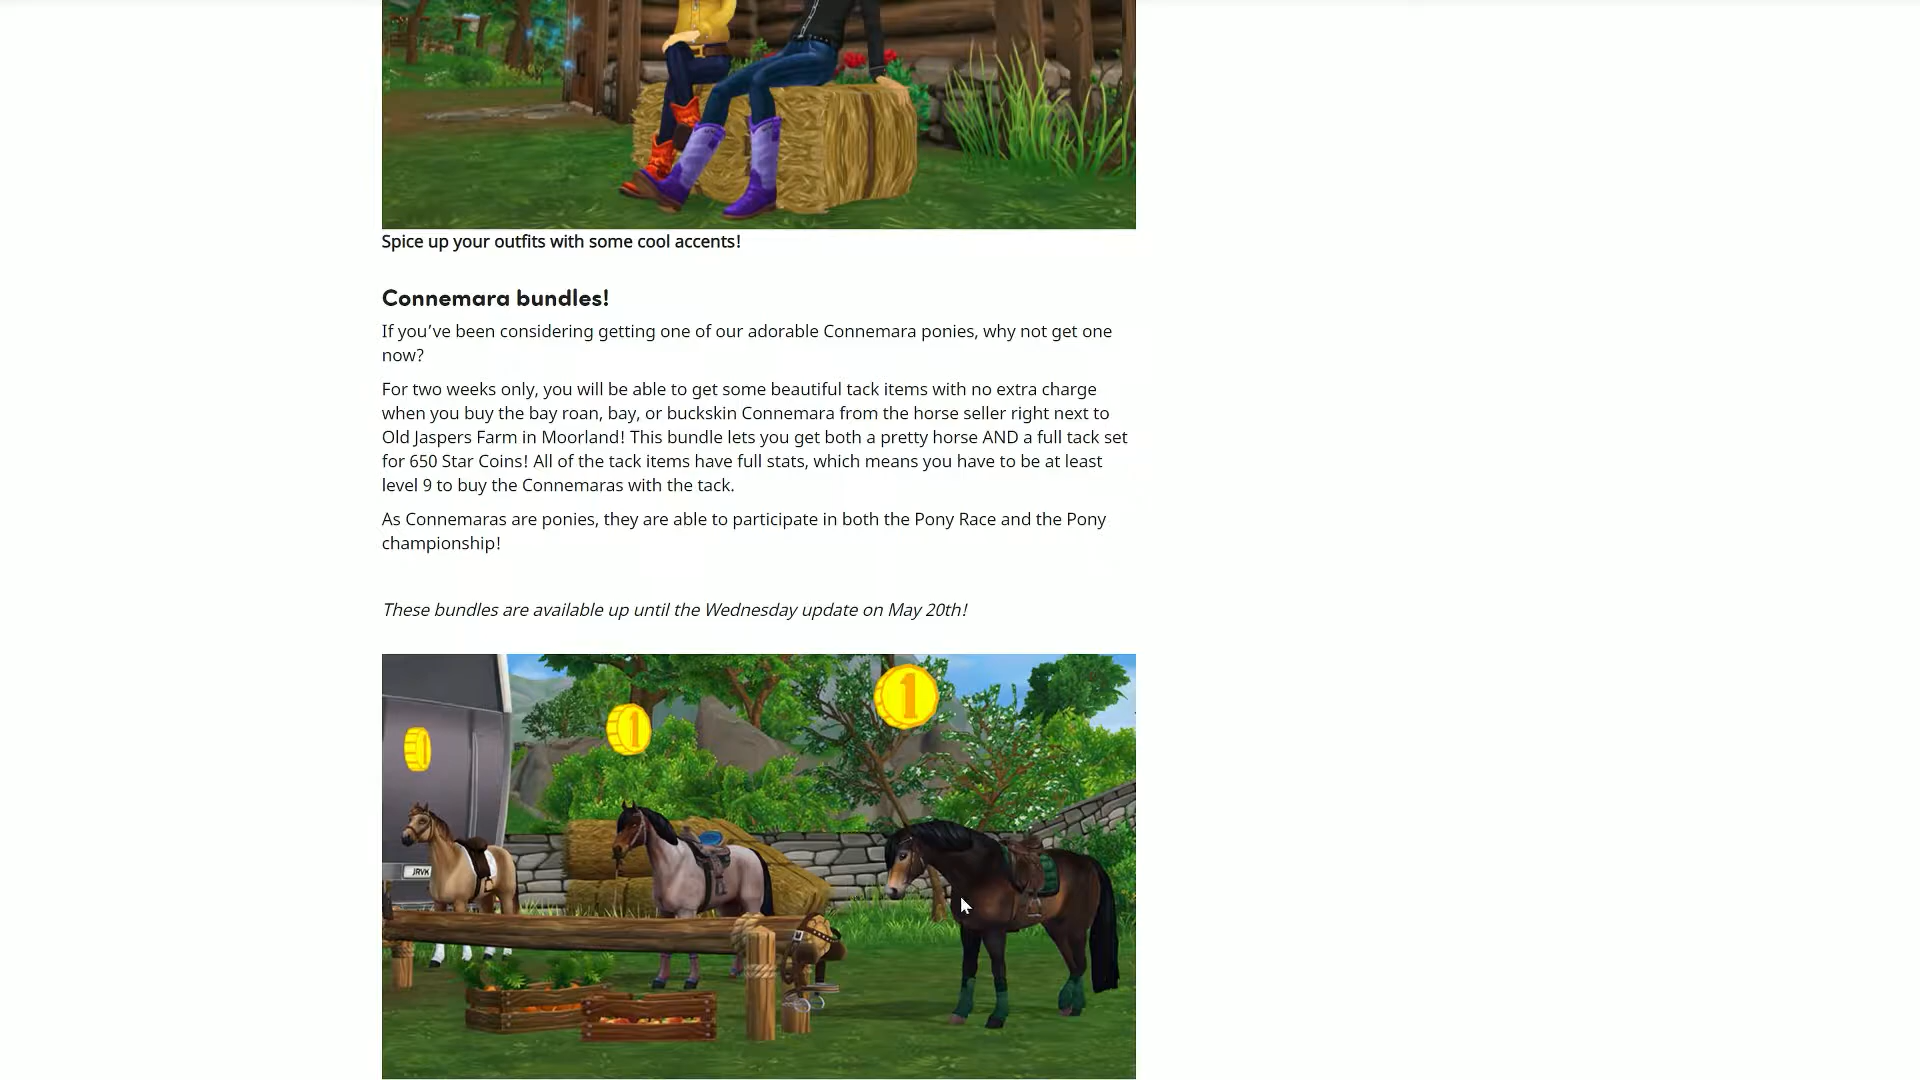 Spice up your outfits with some cool accents!
Connemara bundles!
If you’ve been considering getting one of our adorable Connemara ponies, why not get one
now?
For two weeks only, you will be able to get some beautiful tack items with no extra charge
when you buy the bay roan, bay, or buckskin Connemara from the horse seller right next to
Old Jaspers Farm in Moorland! This bundle lets you get both a pretty horse AND a full tack set
for 650 Star Coins! All of the tack items have full stats, which means you have to be at least
level 9 to buy the Connemaras with the tack.
As Connemaras are ponies, they are able to participate in both the Pony Race and the Pony
championship!
These bundles are available up until the Wednesday update on May 20th!
1
1
1
JRVK